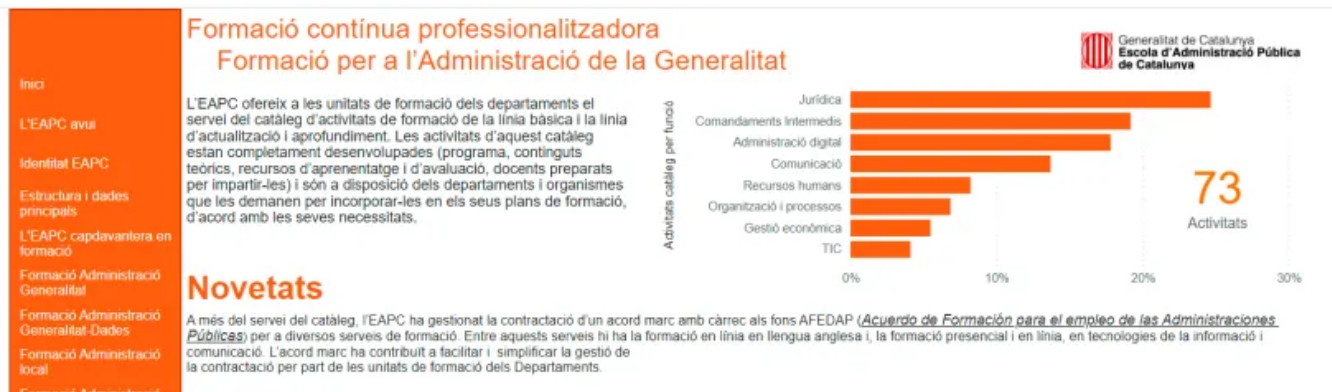 Formació contínua professionalitzadora
Formació per a l'Administració de la Generalitat
Generalitat de Catalunya
Escola d'Administració Pública
de Catalunya
Inici
L'EAPC avui
Identitat EAPC
Estructura i dades
principals
L'EAPC capdavantera en
formació
Formació Administració
Generalitat
Formació Administració
Generalitat-Dades
Formació Administració
local
Formació Administració
L'EAPC ofereix a les unitats de formació dels departaments el
servei del catàleg d'activitats de formació de la línia bàsica i la línia
d'actualització i aprofundiment. Les activitats d'aquest catàleg
estan completament desenvolupades (programa, continguts
teòrics, recursos d'aprenentatge i d'avaluació, docents preparats
per impartir-les) i són a disposició dels departaments i organismes
que les demanen per incorporar-les en els seus plans de formació,
d'acord amb les seves necessitats.
Activitats catàleg per funció
Jurídica
Comandaments Intermedis
Administració digital
Comunicació
Recursos humans
Organització i processos
Gestió econòmica
TIC
0% 10% 20% 30%
73
Activitats
Novetats
A més del servei del catàleg, l'EAPC ha gestionat la contractació d'un acord marc amb càrrec als fons AFEDAP (Acuerdo de Formación para el empleo de las Administraciones
Públicas) per a diversos serveis de formació. Entre aquests serveis hi ha la formació en línia en llengua anglesa i, la formació presencial i en línia, en tecnologies de la informació i
comunicació. L'acord marc ha contribuït a facilitar i simplificar la gestió de
la contractació per part de les unitats de formació dels Departaments.